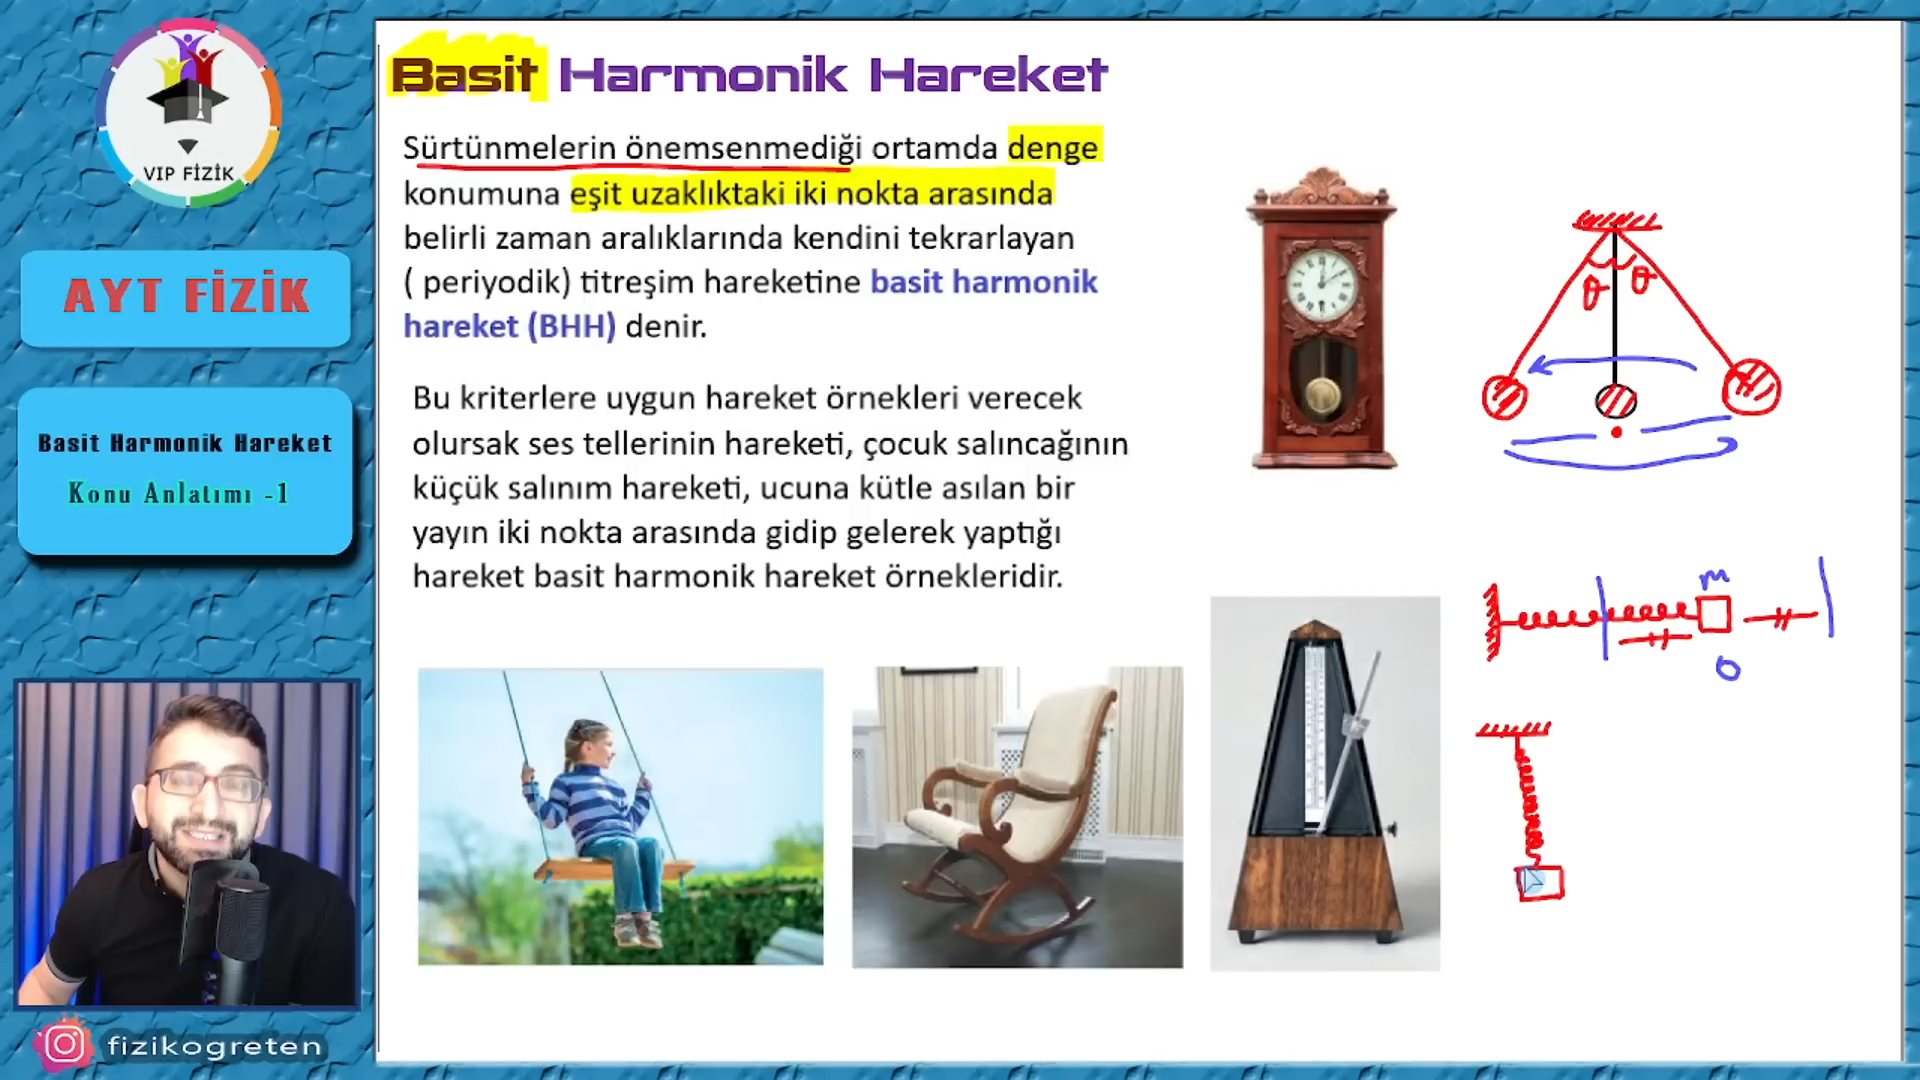 VIP FİZİK
AYT FİZİK
Basit Harmonik Hareket
Konu Anlatımı -1
fizikogreten
Basit Harmonik Hareket
Sürtünmelerin önemsenmediği ortamda denge
konumuna eşit uzaklıktaki iki nokta arasında
belirli zaman aralıklarında kendini tekrarlayan
( periyodik) titreşim hareketine basit harmonik
hareket (BHH) denir.
Bu kriterlere uygun hareket örnekleri verecek
olursak ses tellerinin hareketi, çocuk salıncağının
küçük salınım hareketi, ucuna kütle asılan bir
yayın iki nokta arasında gidip gelerek yaptığı
hareket basit harmonik hareket örnekleridir.
θ θ
m
O